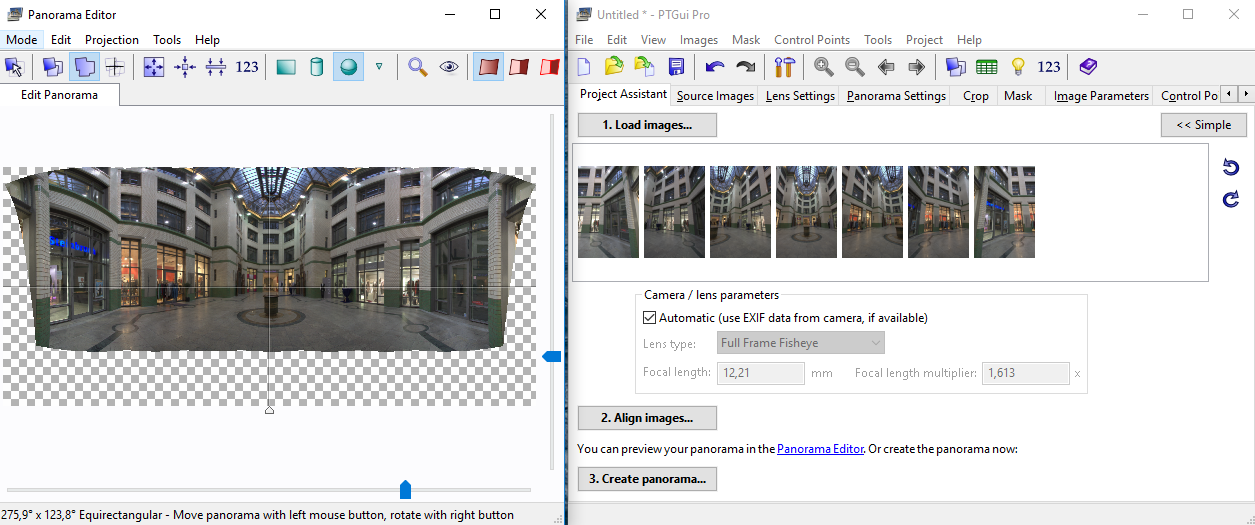 Panorama Editor
Mode Edit Projection Tools Help
123
Edit Panorama
275,9° x 123,8° Equirectangular - Move panorama with left mouse button, rotate with right button
Untitled * - PTGui Pro
File Edit View Images Mask Control Points Tools Project Help
123
Project Assistant Source Images Lens Settings Panorama Settings Crop Mask Image Parameters Control Po
1. Load images...
<< Simple
Camera / lens parameters
Automatic (use EXIF data from camera, if available)
Lens type: Full Frame Fisheye
Focal length: 12,21 mm Focal length multiplier: 1,613 x
2. Align images...
You can preview your panorama in the Panorama Editor. Or create the panorama now:
3. Create panorama...